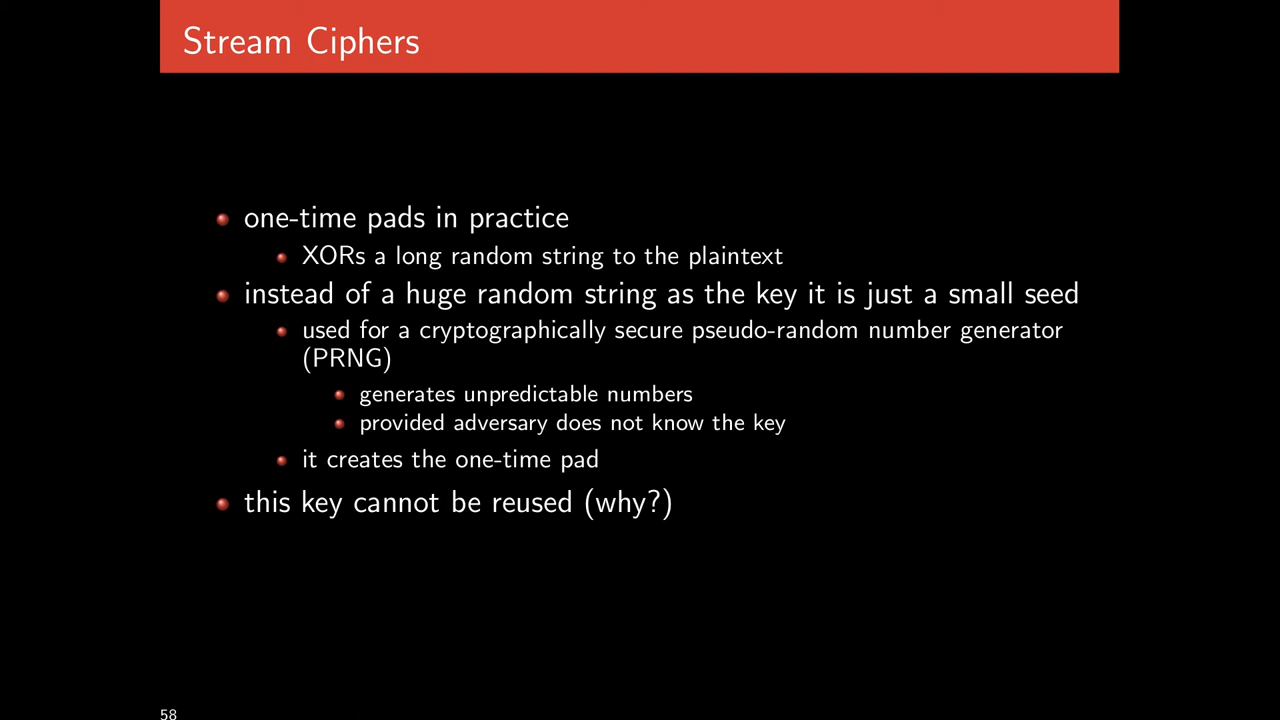 Stream Ciphers
one-time pads in practice
XORs a long random string to the plaintext
instead of a huge random string as the key it is just a small seed
used for a cryptographically secure pseudo-random number generator
(PRNG)
generates unpredictable numbers
provided adversary does not know the key
it creates the one-time pad
this key cannot be reused (why?)
58